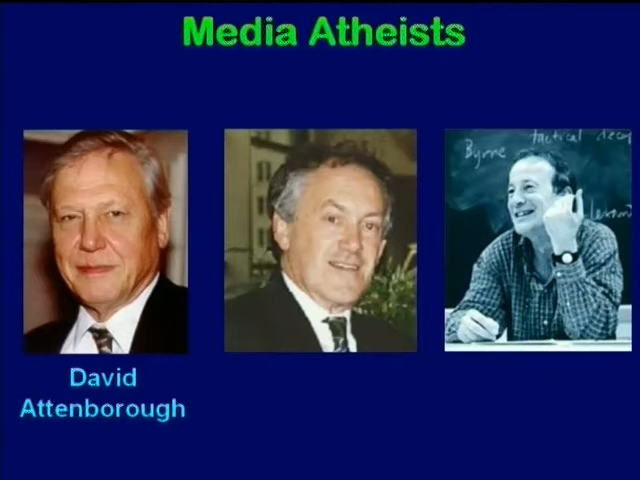 Media Atheists
tactical
Byrne
David
Attenborough